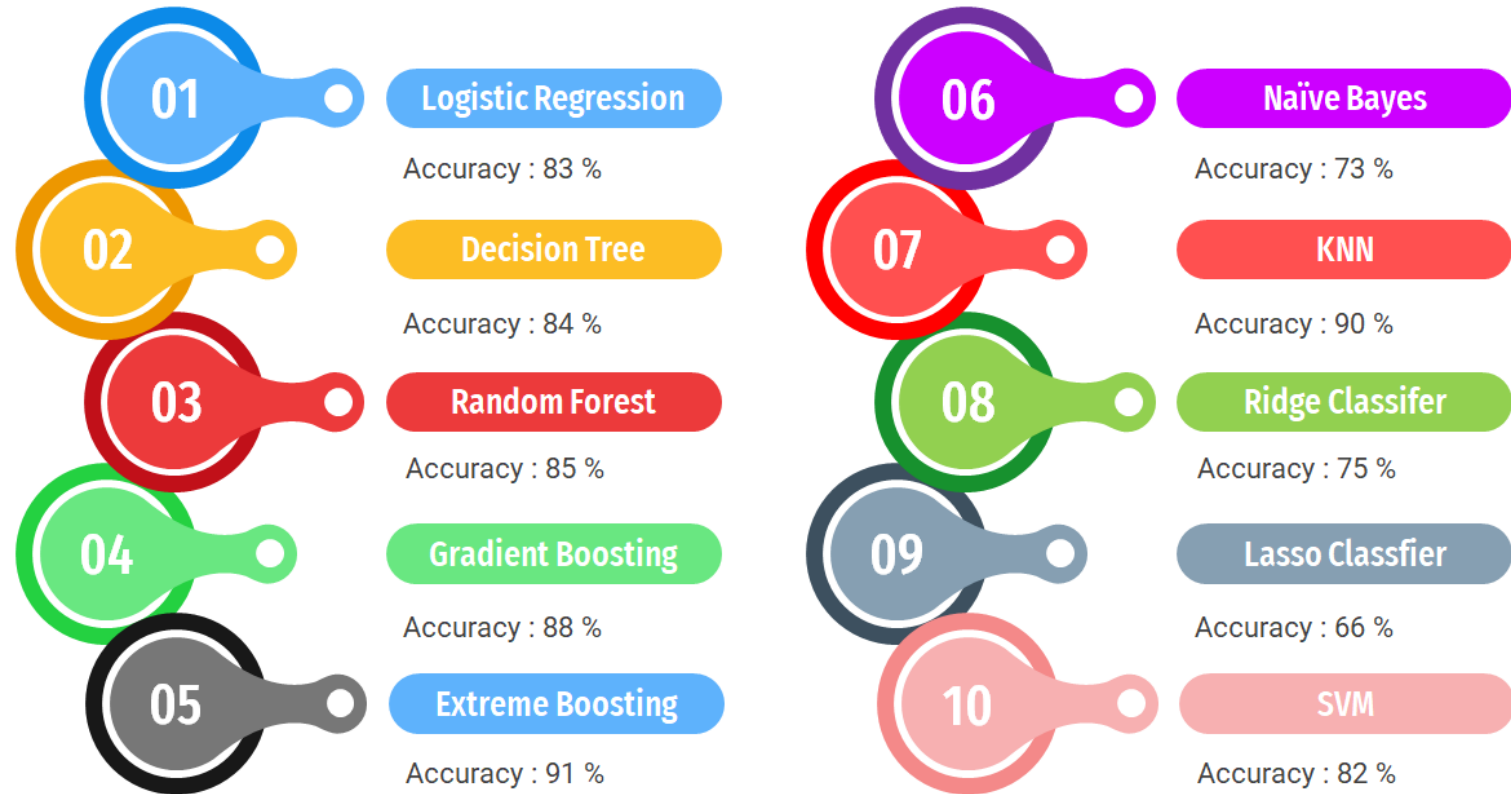 01
Logistic Regression
Accuracy : 83 %
02
Decision Tree
Accuracy : 84 %
03
Random Forest
Accuracy : 85 %
04
Gradient Boosting
Accuracy : 88 %
05
Extreme Boosting
Accuracy : 91 %
06
Naïve Bayes
Accuracy : 73 %
07
KNN
Accuracy : 90 %
08
Ridge Classifer
Accuracy : 75 %
09
Lasso Classfier
Accuracy : 66 %
10
SVM
Accuracy : 82 %